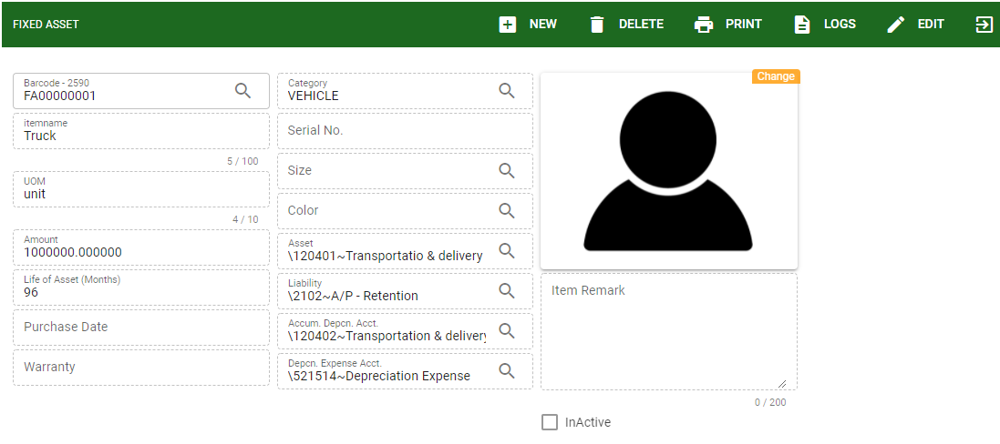 FIXED ASSET
NEW
DELETE
PRINT
LOGS
EDIT
Barcode - 2590
FA00000001
itemname
Truck
5 / 100
UOM
unit
4 / 10
Amount
1000000.000000
Life of Asset (Months)
96
Purchase Date
Warranty
Category
VEHICLE
Serial No.
Size
Color
Asset
\120401~Transportatio & delivery
Liability
\2102~A/P - Retention
Accum. Depcn. Acct.
\120402~Transportation & delivery
Depcn. Expense Acct.
\521514~Depreciation Expense
Change
Item Remark
0 / 200
InActive